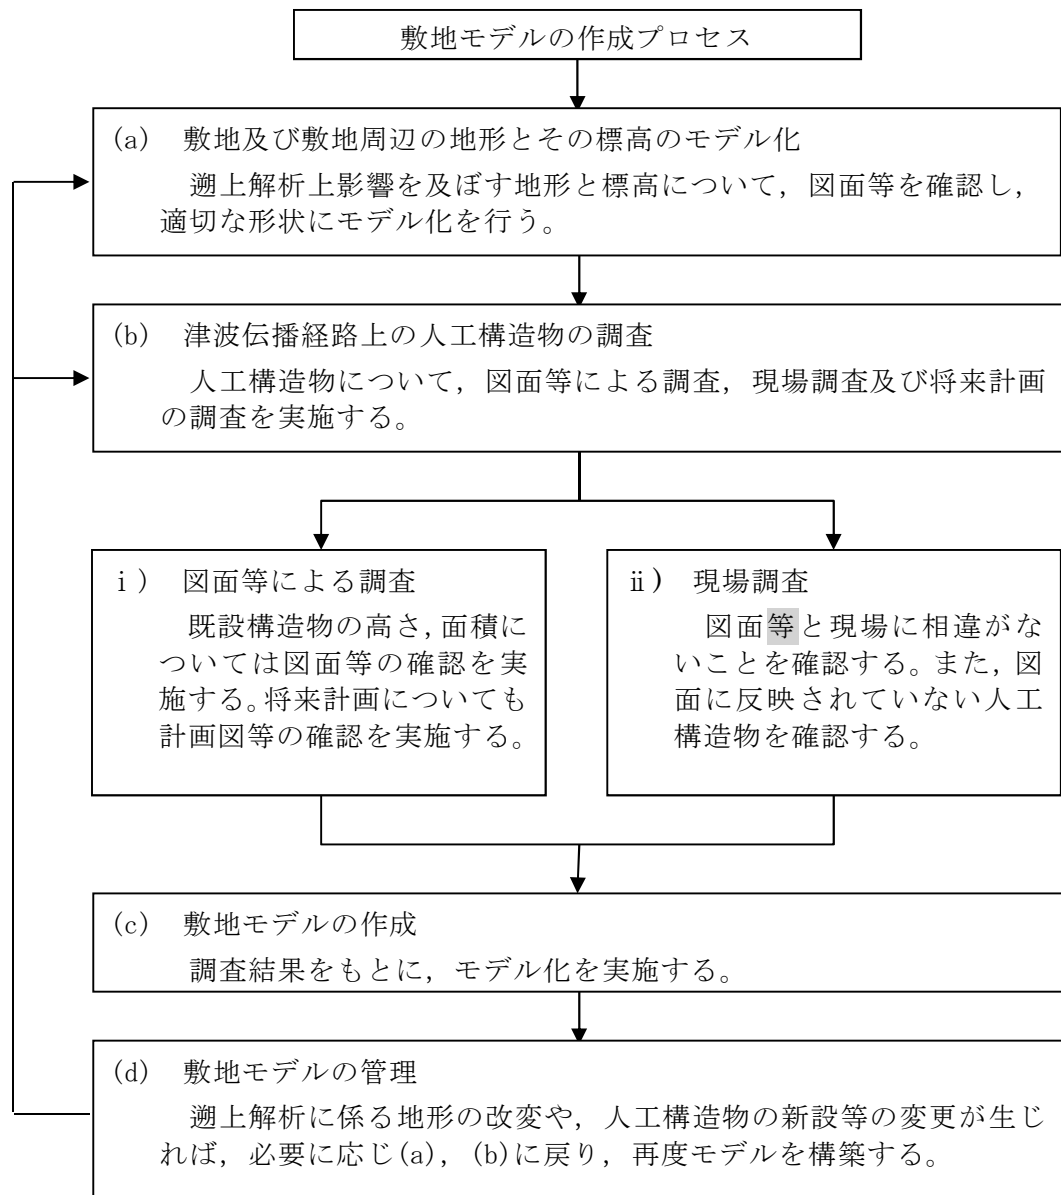 敷地モデルの作成プロセス
(a) 敷地及び敷地周辺の地形とその標高のモデル化
遡上解析上影響を及ぼす地形と標高について，図面等を確認し，
適切な形状にモデル化を行う。
(b) 津波伝播経路上の人工構造物の調査
人工構造物について，図面等による調査，現場調査及び将来計画
の調査を実施する。
ⅰ) 図面等による調査
既設構造物の高さ，面積に
ついては図面等の確認を実
施する。将来計画についても
計画図等の確認を実施する。
ⅱ) 現場調査
図面等と現場に相違がな
いことを確認する。また，図
面に反映されていない人工
構造物を確認する。
(c) 敷地モデルの作成
調査結果をもとに，モデル化を実施する。
(d) 敷地モデルの管理
遡上解析に係る地形の改変や，人工構造物の新設等の変更が生じ
れば，必要に応じ(a)，(b)に戻り，再度モデルを構築する。